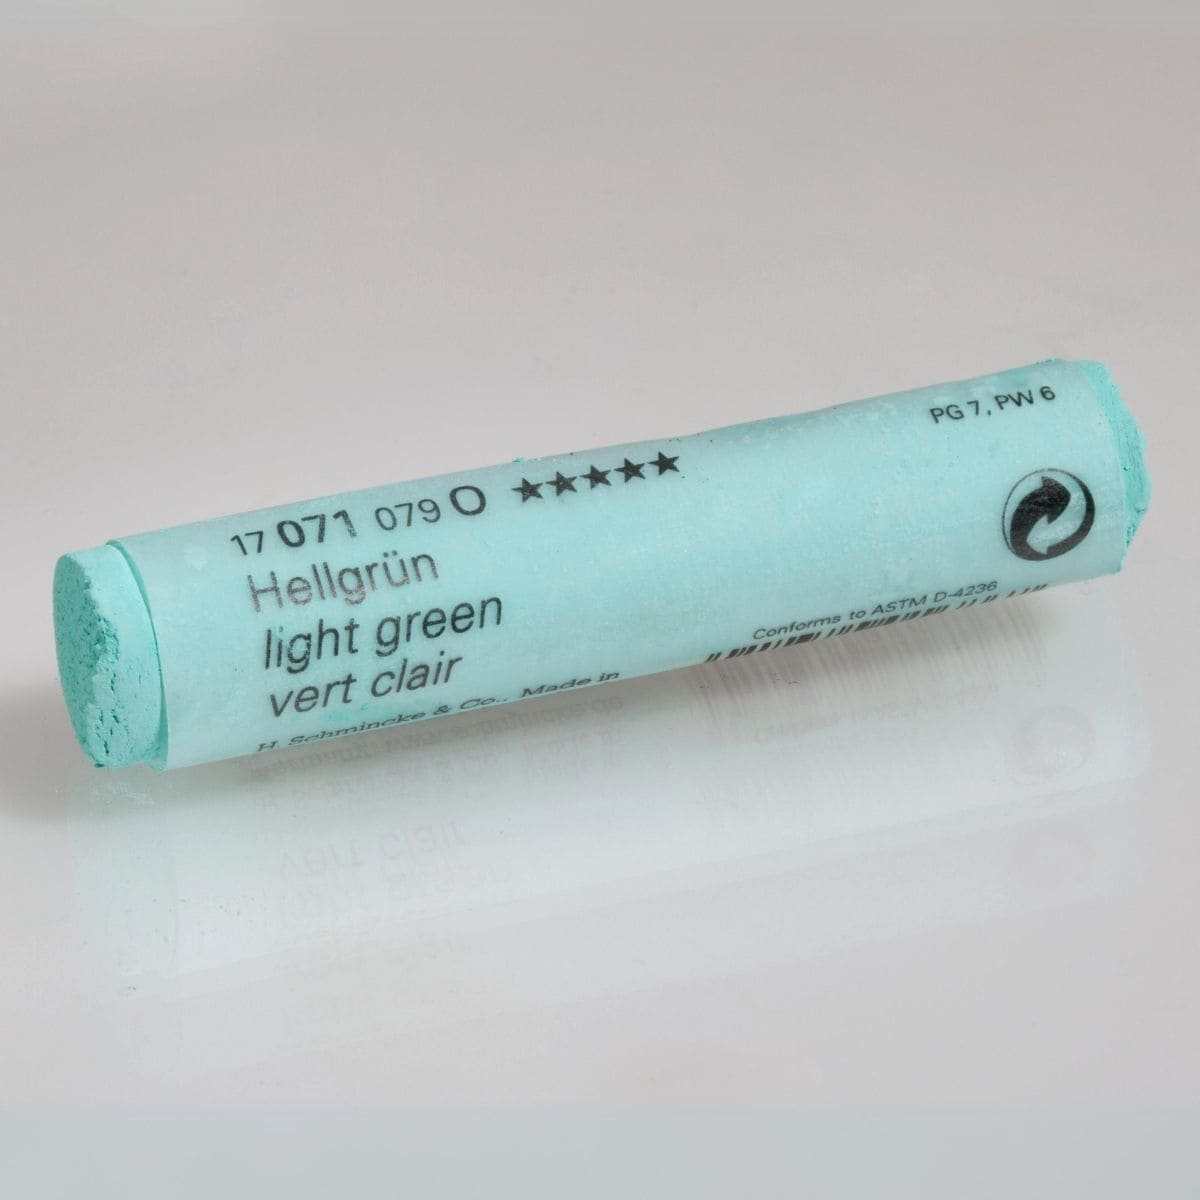 17 071 079 O ★★★★★
PG 7, PW 6
Hellgrün
light green
vert clair
H. Schmincke & Co., Made in
Conforms to ASTM D-4236